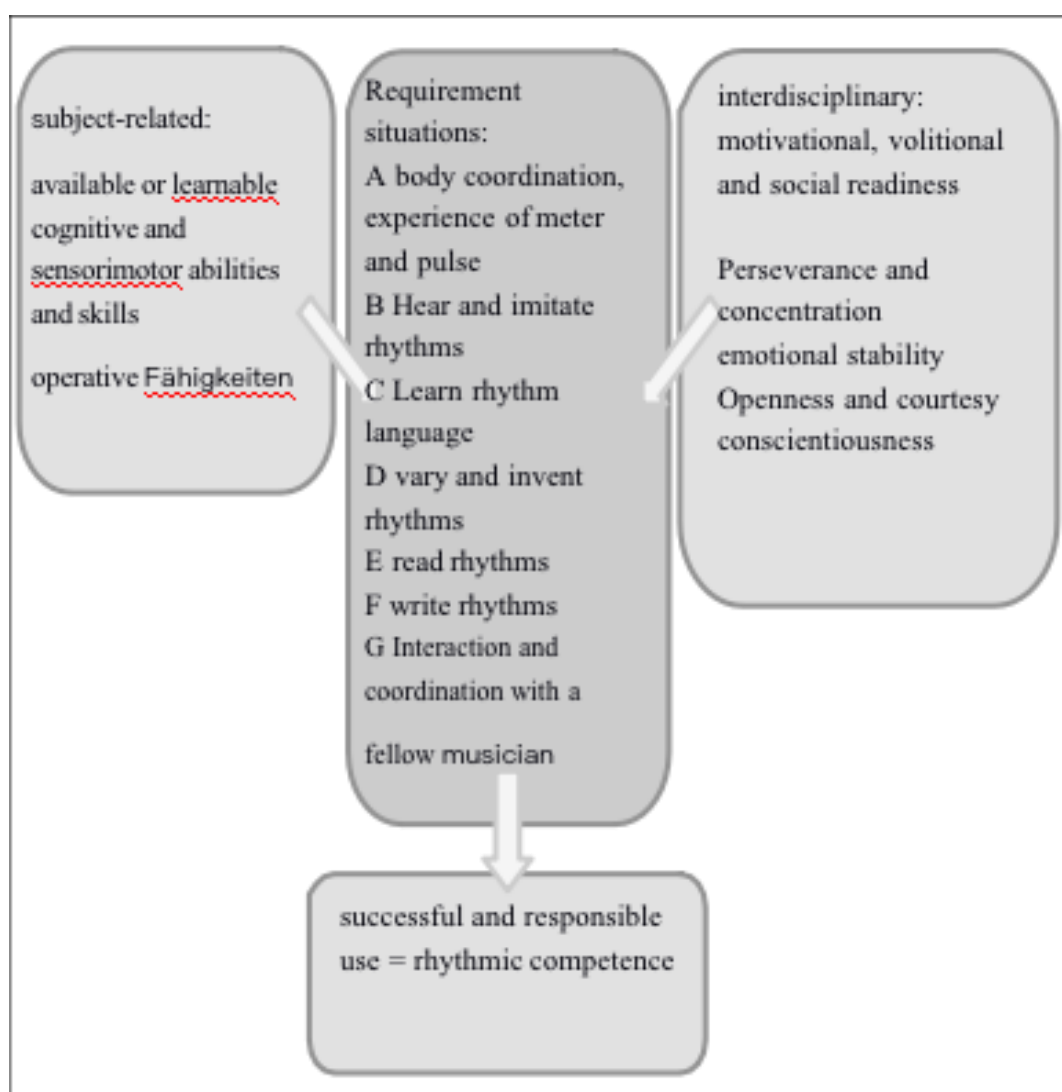 subject-related:
available or learnable
cognitive and
sensorimotor abilities
and skills
operative Fähigkeiten
Requirement
situations:
A body coordination,
experience of meter
and pulse
B Hear and imitate
rhythms
C Learn rhythm
language
D vary and invent
rhythms
E read rhythms
F write rhythms
G Interaction and
coordination with a
fellow musician
interdisciplinary:
motivational, volitional
and social readiness
Perseverance and
concentration
emotional stability
Openness and courtesy
conscientiousness
successful and responsible
use = rhythmic competence